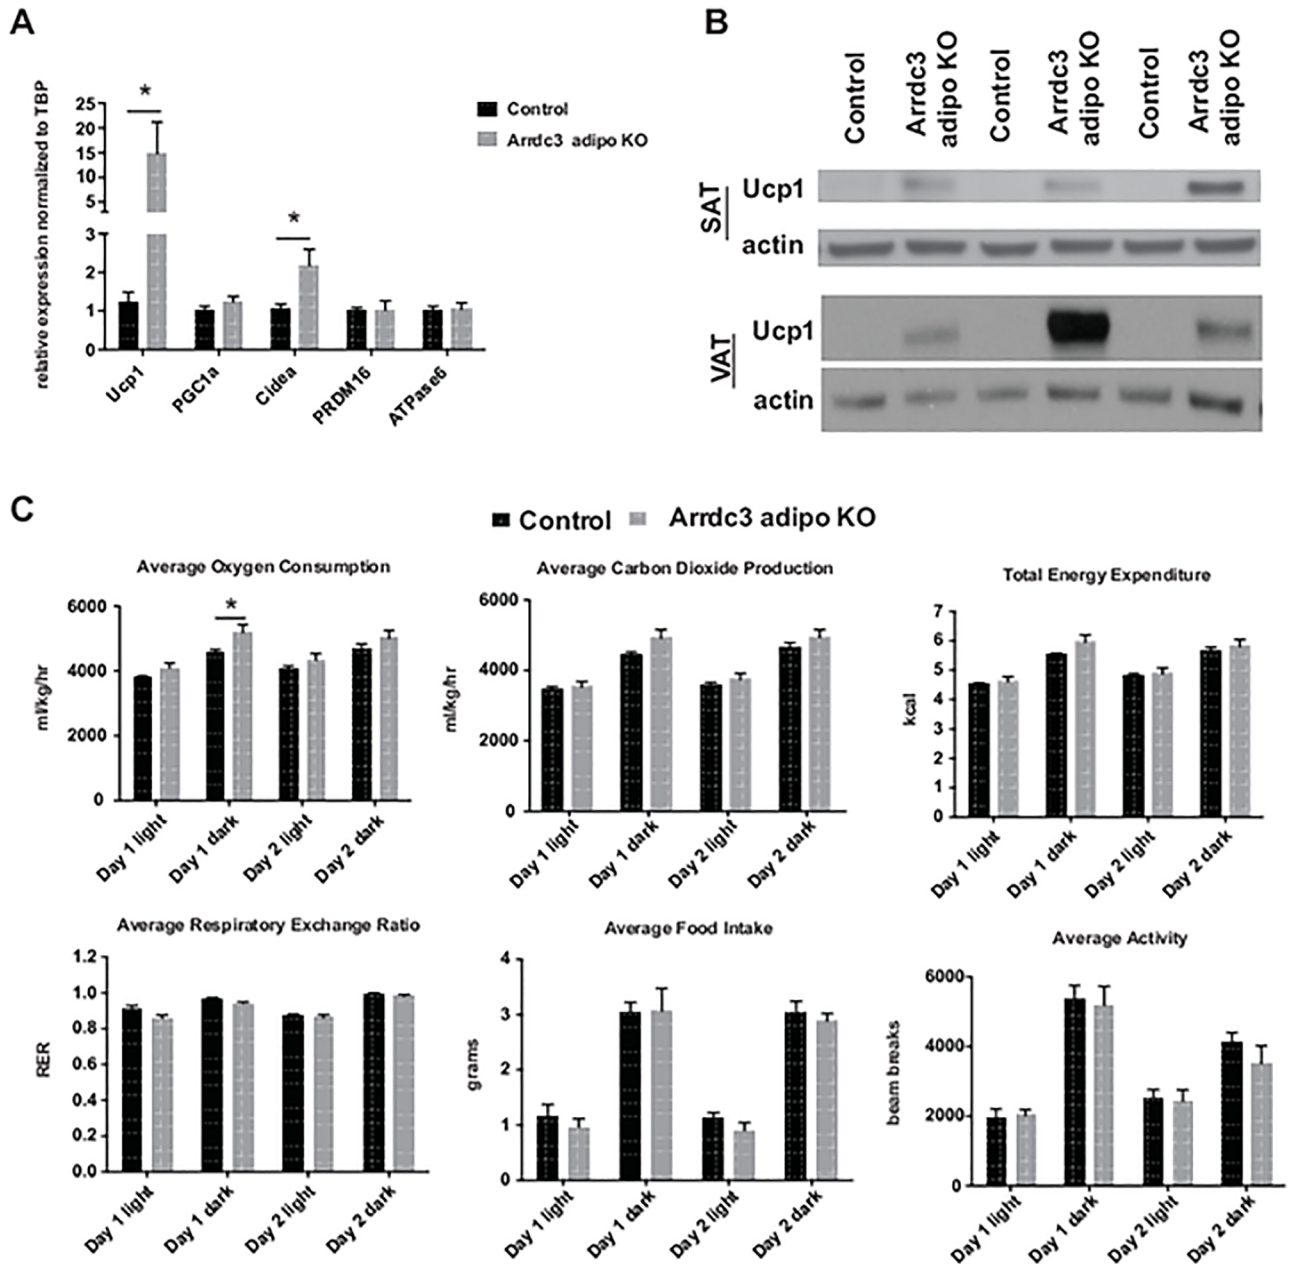 A
relative expression normalized to TBP
25
20
15
10
5
3
2
1
0
*
*
Ucp1
PGC1a
Cidea
PRDM16
ATPase6
Control
Arrdc3 adipo KO
B
Control
Arrdc3
adipo KO
Control
Arrdc3
adipo KO
Control
Arrdc3
adipo KO
SAT
Ucp1
actin
VAT
Ucp1
actin
C
Control
Arrdc3 adipo KO
Average Oxygen Consumption
ml/kg/hr
6000
4000
2000
0
*
Day 1 light
Day 1 dark
Day 2 light
Day 2 dark
Average Carbon Dioxide Production
ml/kg/hr
6000
4000
2000
0
Day 1 light
Day 1 dark
Day 2 light
Day 2 dark
Total Energy Expenditure
kcal
7
6
5
4
3
2
1
0
Day 1 light
Day 1 dark
Day 2 light
Day 2 dark
Average Respiratory Exchange Ratio
RER
1.2
1.0
0.8
0.6
0.4
0.2
0.0
Day 1 light
Day 1 dark
Day 2 light
Day 2 dark
Average Food Intake
grams
4
3
2
1
0
Day 1 light
Day 1 dark
Day 2 light
Day 2 dark
Average Activity
beam breaks
6000
4000
2000
0
Day 1 light
Day 1 dark
Day 2 light
Day 2 dark